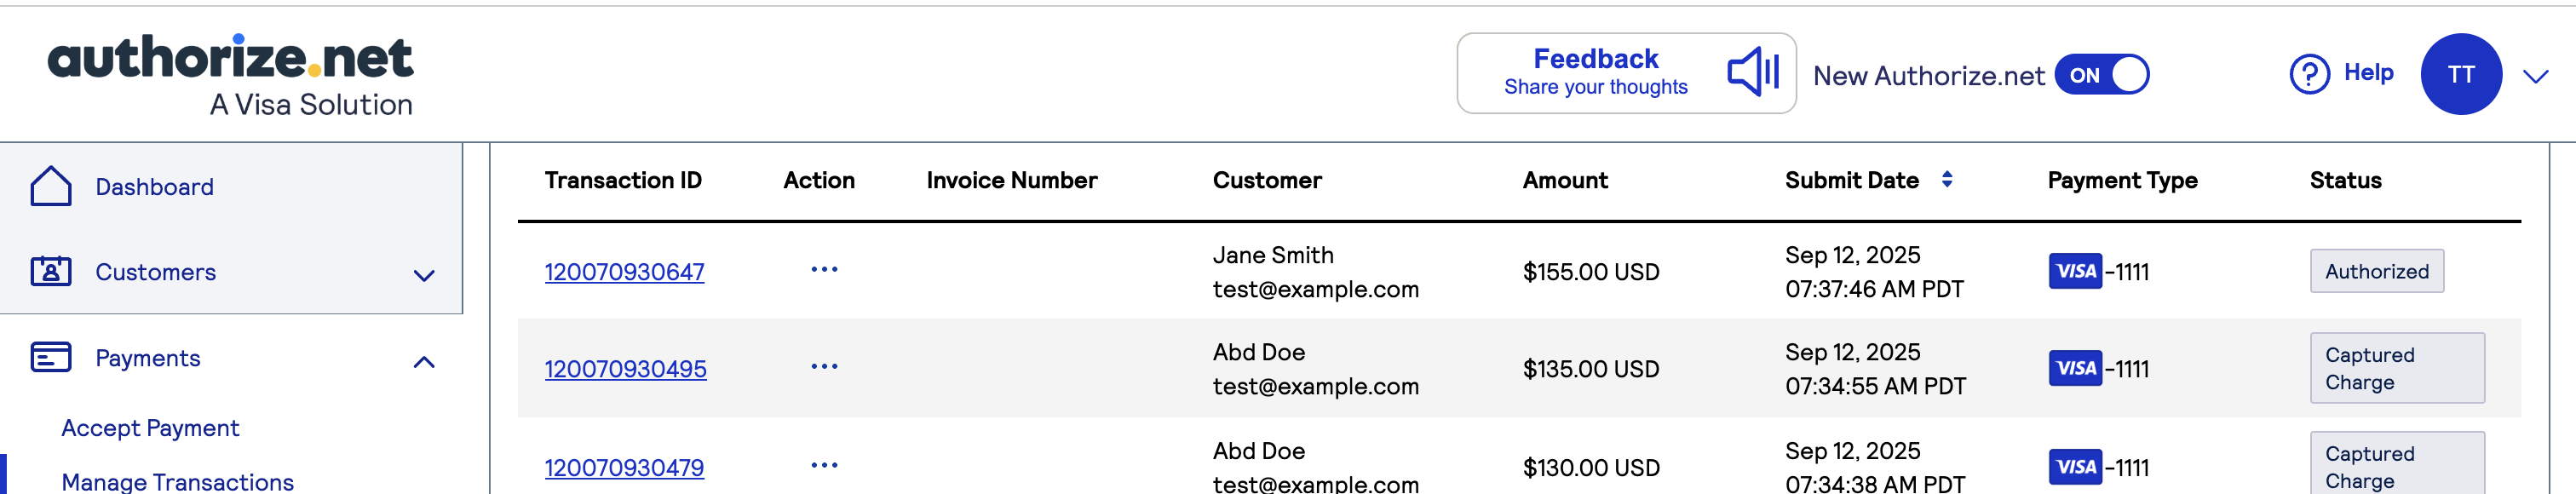 authorize.net
A Visa Solution
Feedback
Share your thoughts
New Authorize.net ON
Help
TT
Dashboard
Customers
Payments
Accept Payment
Manage Transactions
Transaction ID Action Invoice Number Customer Amount Submit Date Payment Type Status
120070930647 ... Jane Smith $155.00 USD Sep 12, 2025 VISA -1111 Authorized
test@example.com 07:37:46 AM PDT
120070930495 ... Abd Doe $135.00 USD Sep 12, 2025 VISA -1111 Captured
test@example.com 07:34:55 AM PDT Charge
120070930479 ... Abd Doe $130.00 USD Sep 12, 2025 VISA -1111 Captured
test@example.com 07:34:38 AM PDT Charge